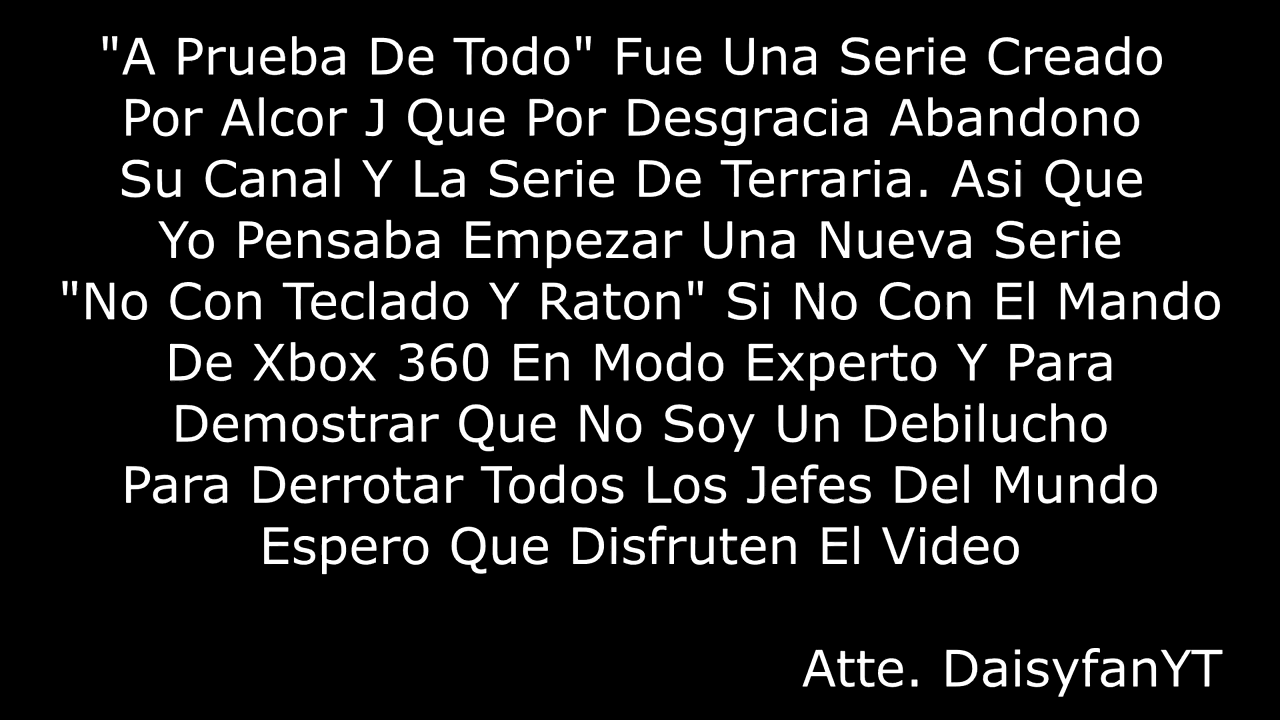 "A Prueba De Todo" Fue Una Serie Creado
Por Alcor J Que Por Desgracia Abandono
Su Canal Y La Serie De Terraria. Asi Que
Yo Pensaba Empezar Una Nueva Serie
"No Con Teclado Y Raton" Si No Con El Mando
De Xbox 360 En Modo Experto Y Para
Demostrar Que No Soy Un Debilucho
Para Derrotar Todos Los Jefes Del Mundo
Espero Que Disfruten El Video
Atte. DaisyfanYT